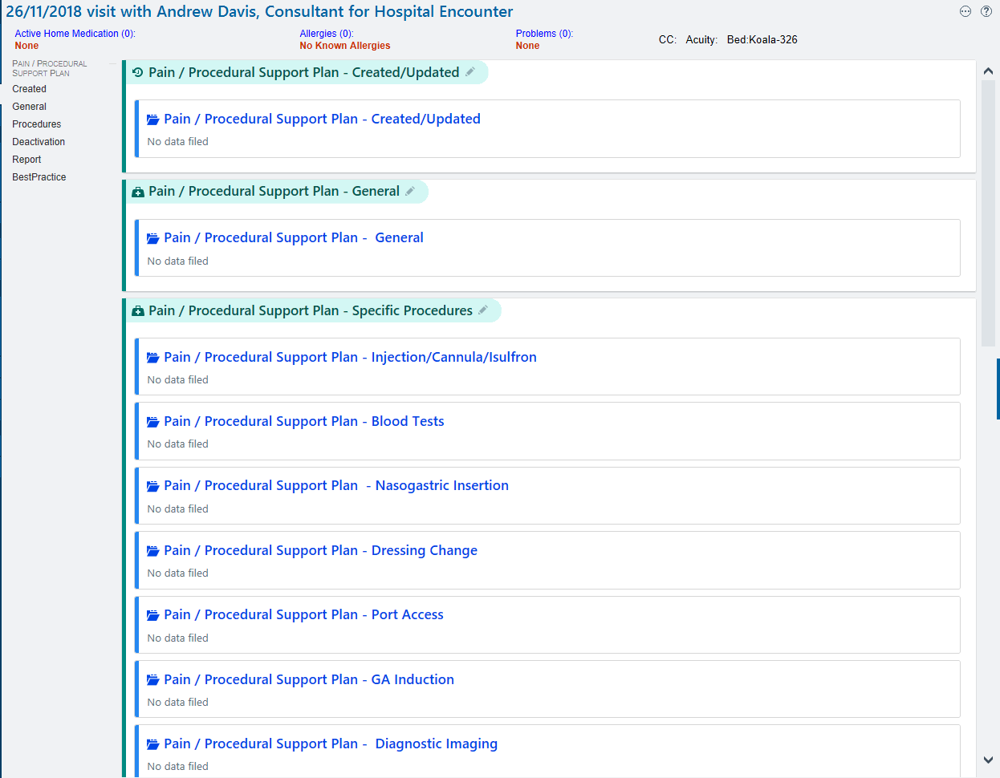 26/11/2018 visit with Andrew Davis, Consultant for Hospital Encounter
Active Home Medication (0):
None
Allergies (0):
No Known Allergies
Problems (0):
None
CC: Acuity: Bed:Koala-326
Pain / Procedural
Support Plan
Created
General
Procedures
Deactivation
Report
BestPractice
Pain / Procedural Support Plan - Created/Updated
Pain / Procedural Support Plan - Created/Updated
No data filed
Pain / Procedural Support Plan - General
Pain / Procedural Support Plan - General
No data filed
Pain / Procedural Support Plan - Specific Procedures
Pain / Procedural Support Plan - Injection/Cannula/Isulfron
No data filed
Pain / Procedural Support Plan - Blood Tests
No data filed
Pain / Procedural Support Plan - Nasogastric Insertion
No data filed
Pain / Procedural Support Plan - Dressing Change
No data filed
Pain / Procedural Support Plan - Port Access
No data filed
Pain / Procedural Support Plan - GA Induction
No data filed
Pain / Procedural Support Plan - Diagnostic Imaging
No data filed